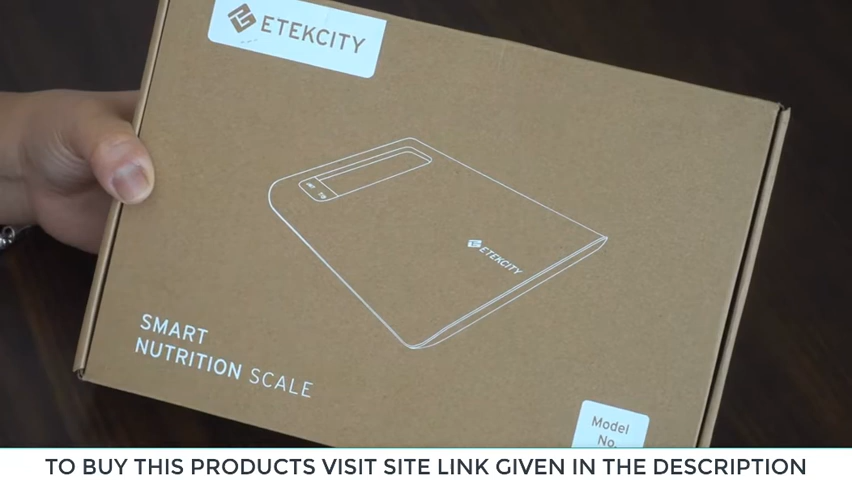 ETEKCITY
ETEKCITY
SMART
NUTRITION SCALE
Model
No.
TO BUY THIS PRODUCTS VISIT SITE LINK GIVEN IN THE DESCRIPTION